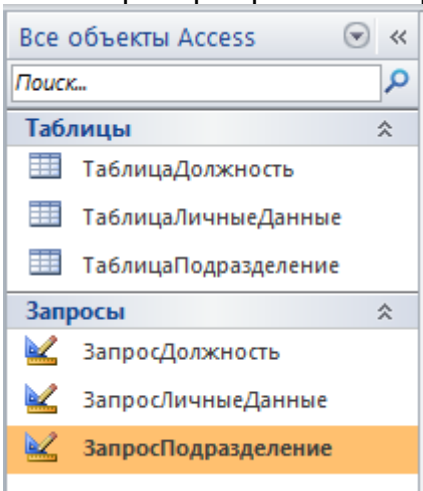 Все объекты Access
Поиск...
Таблицы
ТаблицаДолжность
ТаблицаЛичныеДанные
ТаблицаПодразделение
Запросы
ЗапросДолжность
ЗапросЛичныеДанные
ЗапросПодразделение